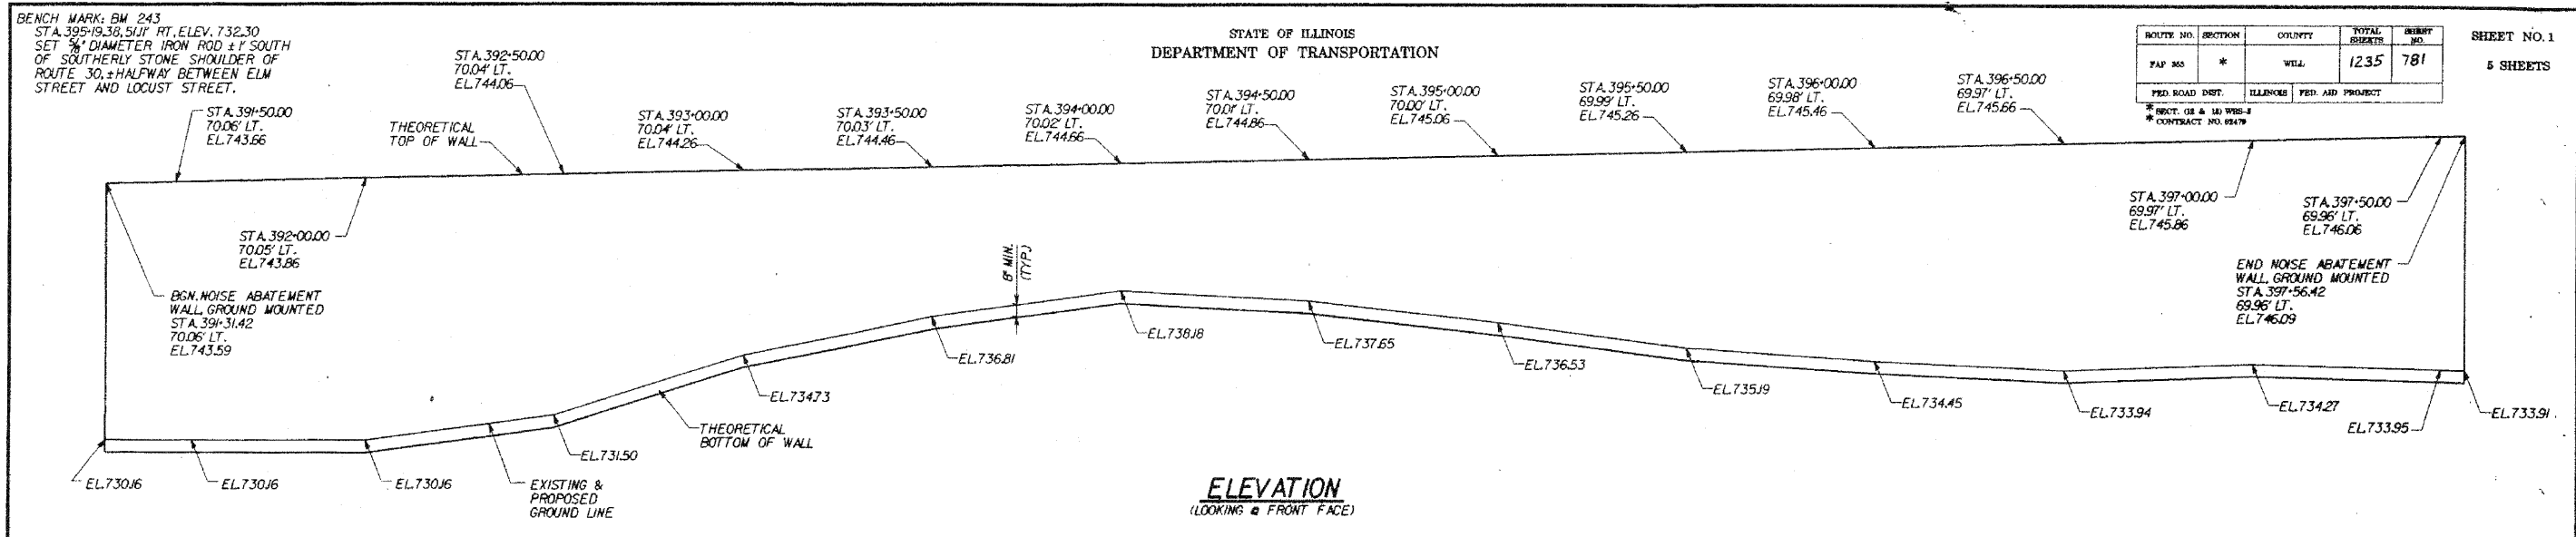 BENCH MARK: BM 243
STA. 395+19.38, 51.11' RT., ELEV. 732.30
SET 5/8" DIAMETER IRON ROD ±1' SOUTH
OF SOUTHERLY STONE SHOULDER OF
ROUTE 30, ±HALFWAY BETWEEN ELM
STREET AND LOCUST STREET.
STATE OF ILLINOIS
DEPARTMENT OF TRANSPORTATION
ROUTE NO. SECTION COUNTY TOTAL SHEETS SHEET NO.
FAP 353 * WILL 1235 781
FED. ROAD DIST. ILLINOIS FED. AID PROJECT
* CONTRACT NO. 62479
SHEET NO. 1
5 SHEETS
STA. 391+50.00
70.06' LT.
EL. 743.66
THEORETICAL
TOP OF WALL
STA. 392+50.00
70.04' LT.
EL. 744.06
STA. 393+00.00
70.04' LT.
EL. 744.26
STA. 393+50.00
70.03' LT.
EL. 744.46
STA. 394+00.00
70.02' LT.
EL. 744.66
STA. 394+50.00
70.01' LT.
EL. 744.86
STA. 395+00.00
70.00' LT.
EL. 745.06
STA. 395+50.00
69.99' LT.
EL. 745.26
STA. 396+00.00
69.98' LT.
EL. 745.46
STA. 396+50.00
69.97' LT.
EL. 745.66
STA. 392+00.00
70.05' LT.
EL. 743.86
STA. 397+00.00
69.97' LT.
EL. 745.86
STA. 397+50.00
69.96' LT.
EL. 746.06
BGN. NOISE ABATEMENT
WALL, GROUND MOUNTED
STA. 391+31.42
70.06' LT.
EL. 743.59
8" MIN.
(TYP.)
END NOISE ABATEMENT
WALL, GROUND MOUNTED
STA. 397+56.42
69.96' LT.
EL. 746.09
EL. 730.16
EL. 730.16
EL. 730.16
EL. 731.50
EL. 734.73
EL. 736.81
EL. 738.18
EL. 737.65
EL. 736.53
EL. 735.19
EL. 734.45
EL. 733.94
EL. 734.27
EL. 733.95
EL. 733.91
EXISTING &
PROPOSED
GROUND LINE
THEORETICAL
BOTTOM OF WALL
ELEVATION
(LOOKING @ FRONT FACE)